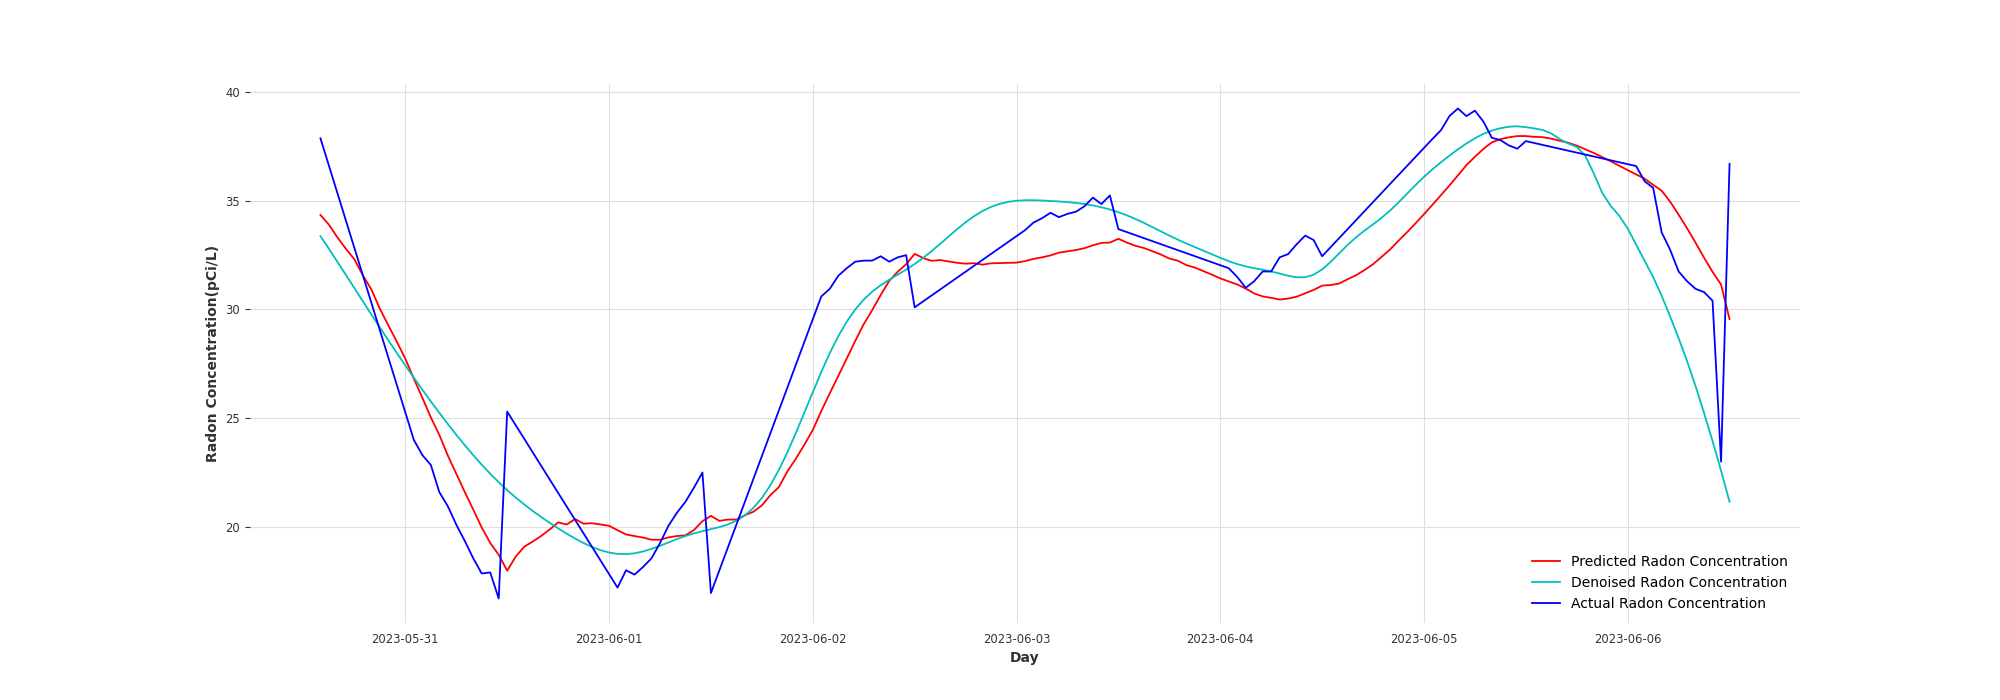 40
35
30
25
20
Radon Concentration(pCi/L)
2023-05-31
2023-06-01
2023-06-02
2023-06-03
2023-06-04
2023-06-05
2023-06-06
Day
Predicted Radon Concentration
Denoised Radon Concentration
Actual Radon Concentration